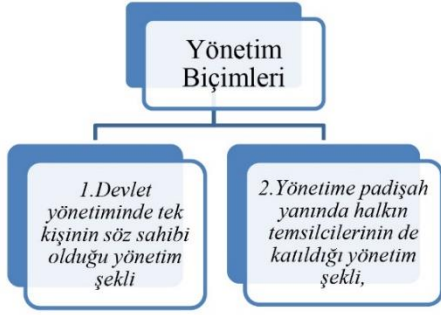 Yönetim
Biçimleri
1.Devlet
yönetiminde tek
kişinin söz sahibi
olduğu yönetim
şekli
2.Yönetime padişah
yanında halkın
temsilcilerinin de
katıldığı yönetim
şekli,